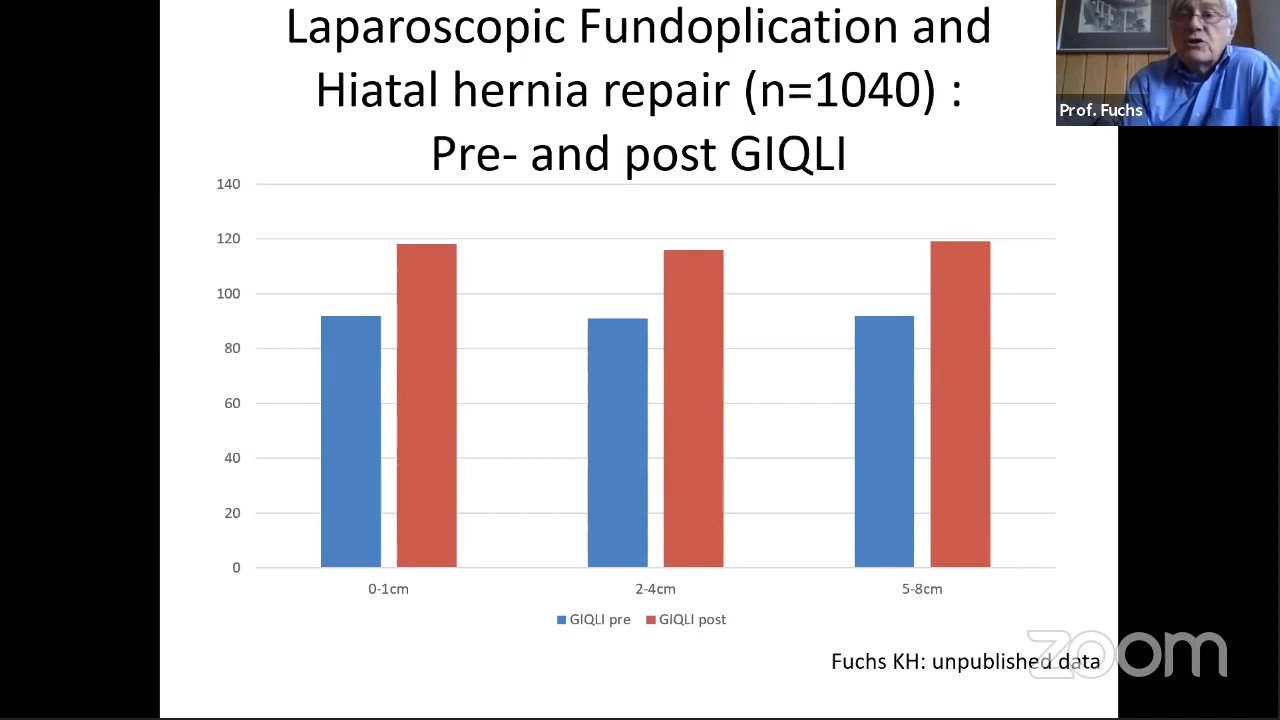 Laparoscopic Fundoplication and
Hiatal hernia repair (n=1040) :
Pre- and post GIQLI
Prof. Fuchs
140
120
100
80
60
40
20
0
0-1cm
2-4cm
5-8cm
GIQLI pre
GIQLI post
Fuchs KH: unpublished data
zoom